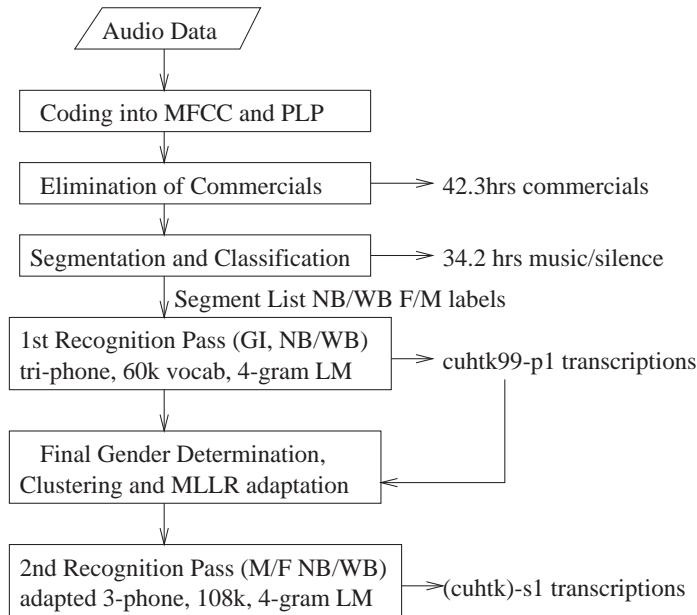 Audio Data
Coding into MFCC and PLP
Elimination of Commercials
42.3hrs commercials
Segmentation and Classification
34.2 hrs music/silence
Segment List NB/WB F/M labels
1st Recognition Pass (GI, NB/WB)
tri-phone, 60k vocab, 4-gram LM
cuhtk99-p1 transcriptions
Final Gender Determination,
Clustering and MLLR adaptation
2nd Recognition Pass (M/F NB/WB)
adapted 3-phone, 108k, 4-gram LM
(cuhtk)-s1 transcriptions